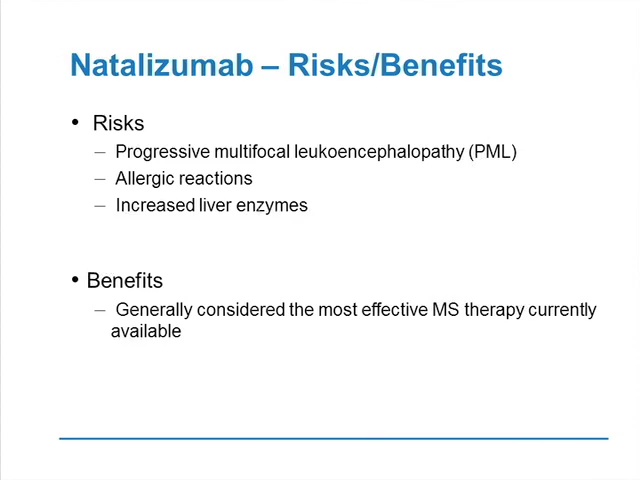 Natalizumab – Risks/Benefits
• Risks
– Progressive multifocal leukoencephalopathy (PML)
– Allergic reactions
– Increased liver enzymes
• Benefits
– Generally considered the most effective MS therapy currently
available